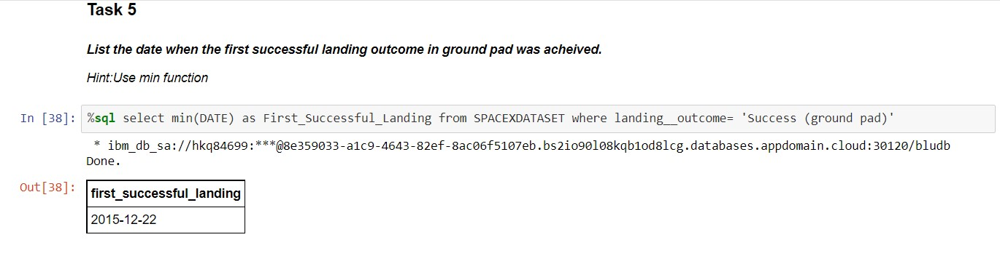 Task 5
List the date when the first successful landing outcome in ground pad was acheived.
Hint:Use min function
In [38]: %sql select min(DATE) as First_Successful_Landing from SPACEXDATASET where landing__outcome= 'Success (ground pad)'
* ibm_db_sa://hkq84699:***@8e359033-a1c9-4643-82ef-8ac06f5107eb.bs2io90l08kqb1od8lcg.databases.appdomain.cloud:30120/bludb
Done.
Out[38]: first_successful_landing
2015-12-22